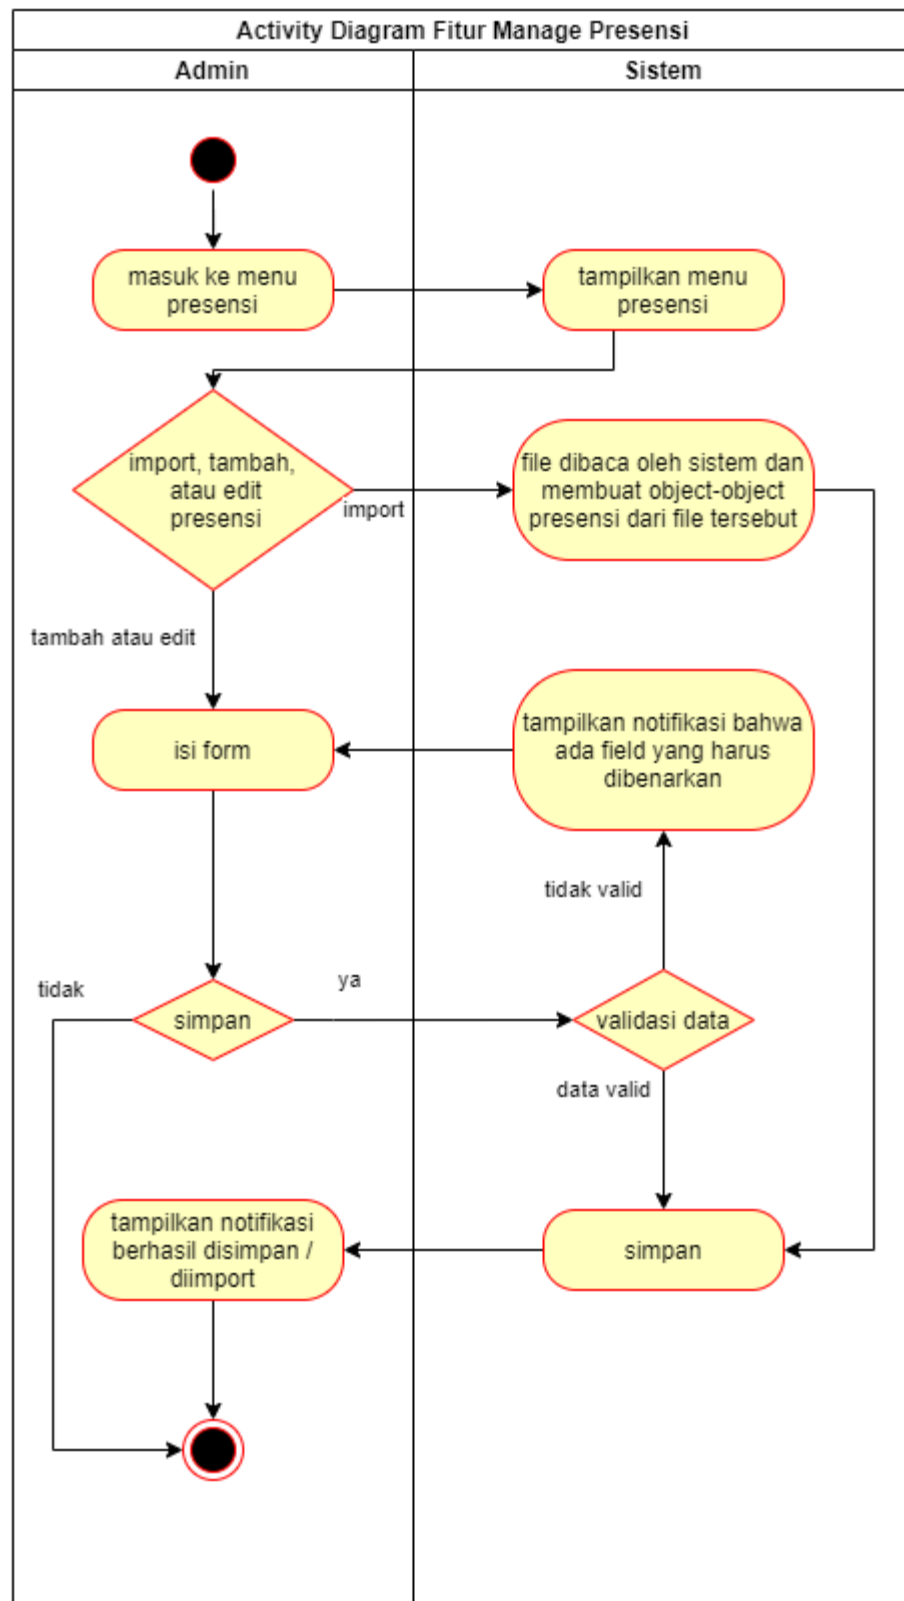 Activity Diagram Fitur Manage Presensi
Admin
Sistem
masuk ke menu
presensi
tampilkan menu
presensi
import, tambah,
atau edit
presensi
import
file dibaca oleh sistem dan
membuat object-object
presensi dari file tersebut
tambah atau edit
isi form
tampilkan notifikasi bahwa
ada field yang harus
dibenarkan
tidak valid
tidak
ya
simpan
validasi data
data valid
tampilkan notifikasi
berhasil disimpan /
diimport
simpan